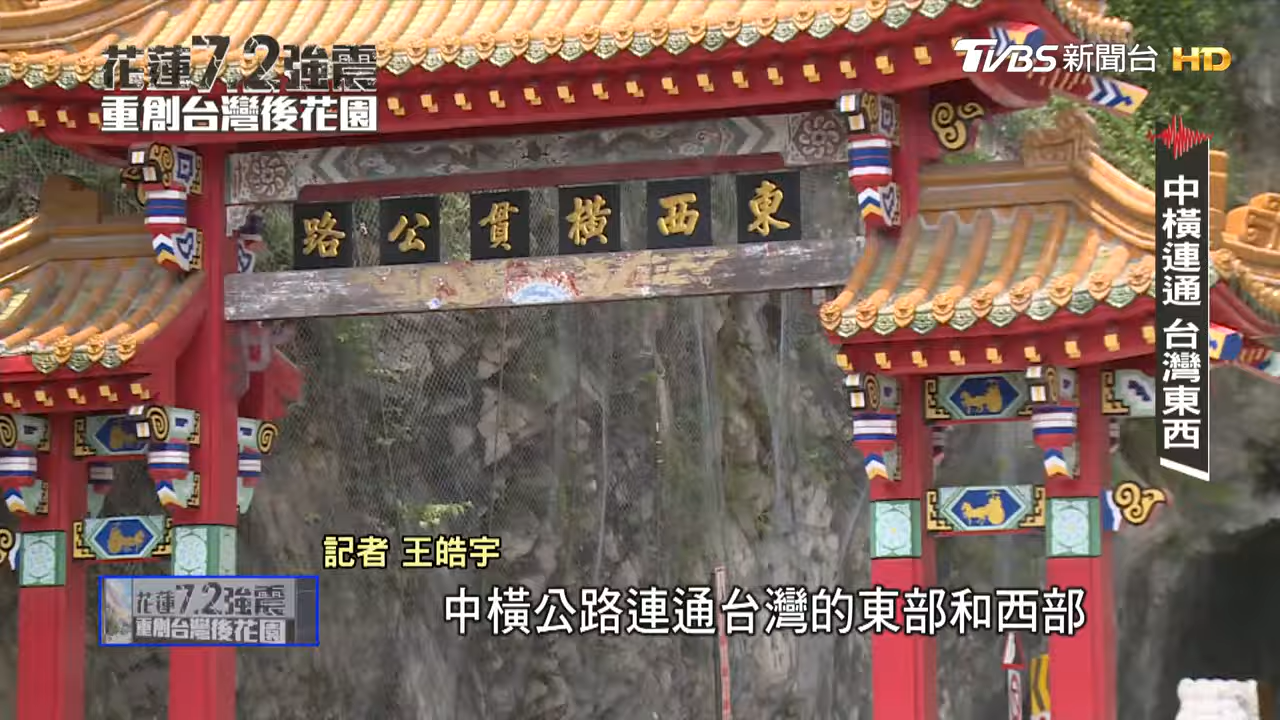 花蓮7.2強震
重創台灣後花園
TVBS新聞台 HD
中橫連通 台灣東西
東西橫貫公路
記者 王皓宇
花蓮7.2強震
重創台灣後花園
中橫公路連通台灣的東部和西部